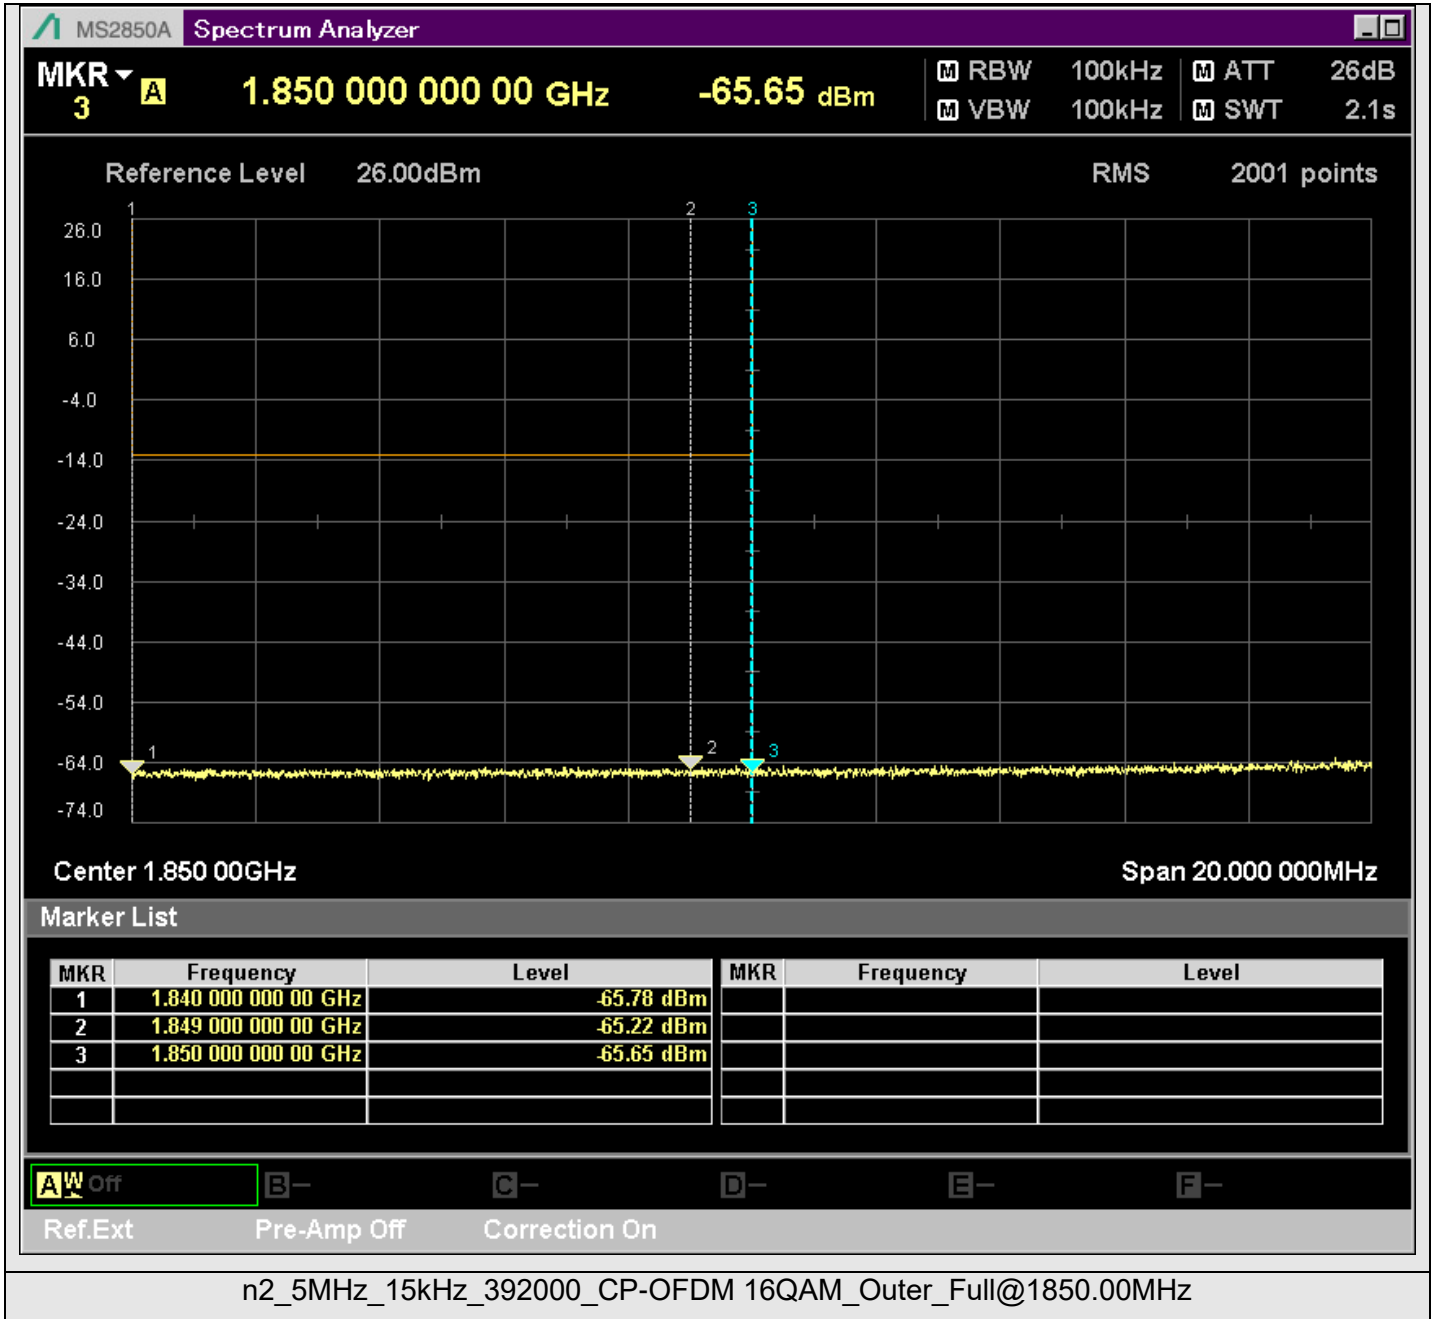 MS2850A Spectrum Analyzer
MKR A 1.850 000 000 00 GHz -65.65 dBm M RBW 100kHz M ATT 26dB
3 M VBW 100kHz M SWT 2.1s
Reference Level 26.00dBm RMS 2001 points
1 2 3
26.0
16.0
6.0
-4.0
-14.0
-24.0
-34.0
-44.0
-54.0
-64.0
-74.0
1 2 3
Center 1.850 00GHz Span 20.000 000MHz
Marker List
MKR Frequency Level MKR Frequency Level
1 1.840 000 000 00 GHz -65.78 dBm
2 1.849 000 000 00 GHz -65.22 dBm
3 1.850 000 000 00 GHz -65.65 dBm
A W Off B — C — D — E — F —
Ref.Ext Pre-Amp Off Correction On
n2_5MHz_15kHz_392000_CP-OFDM 16QAM_Outer_Full@1850.00MHz